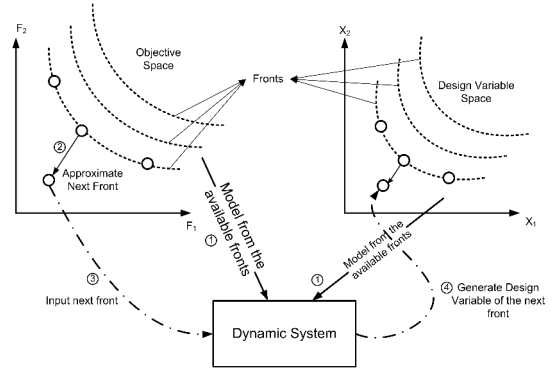 F2
Objective
Space
Fronts
X2
Design Variable
Space
②
Approximate
Next Front
F1
X1
Model from the
available fronts
①
Model from the
available fronts
①
③
Input next front
④ Generate Design
Variable of the next
front
Dynamic System